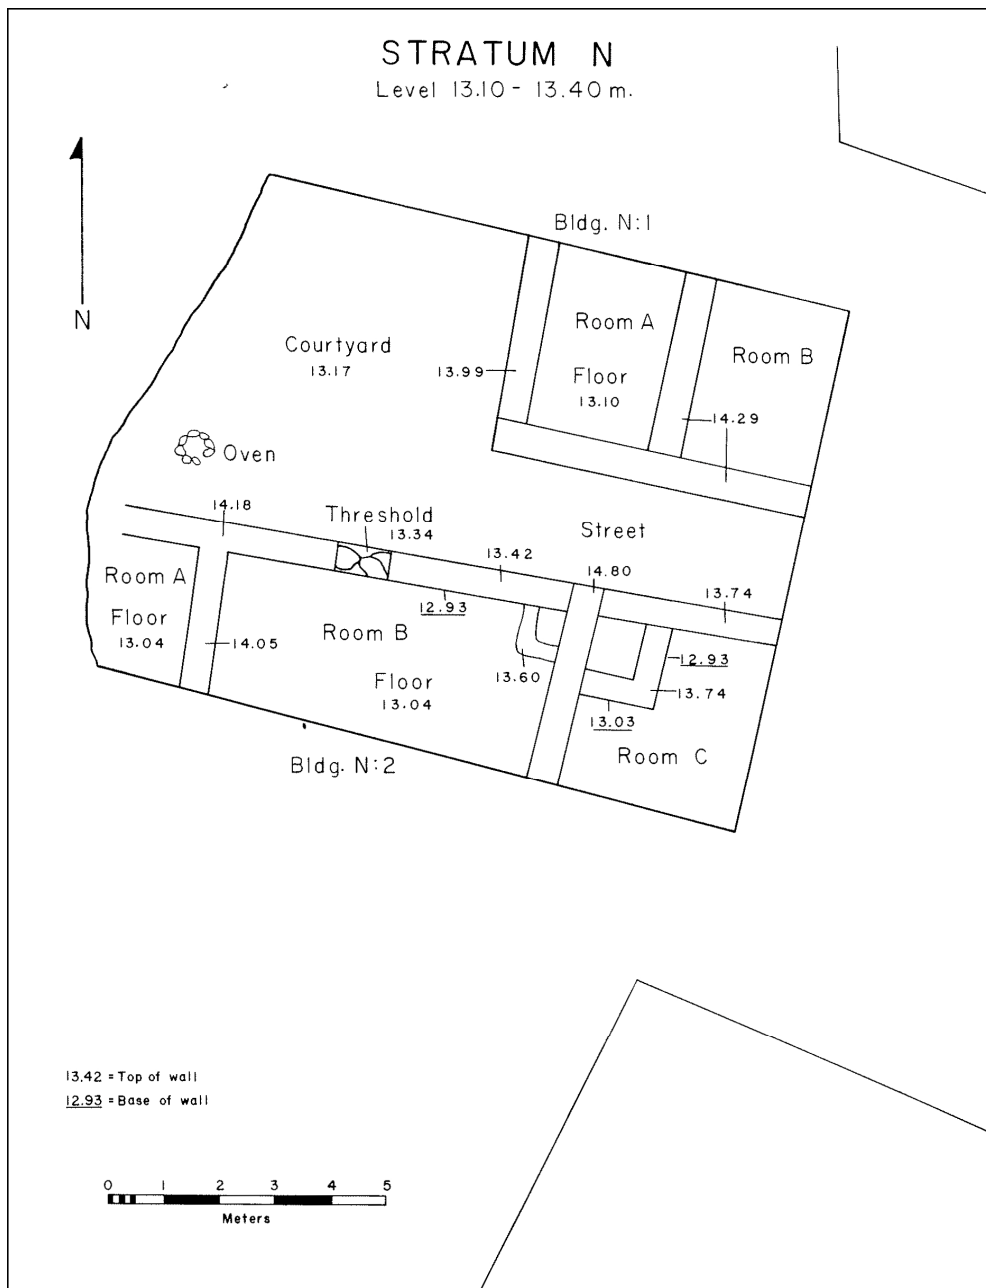 STRATUM N
Level 13.10 - 13.40 m.
Bldg. N:1
N
Room A
Courtyard
Room B
13.17
13.99
Floor
13.10
14.29
Oven
14.18
Threshold
13.34
Street
13.42
14.80
13.74
Room A
12.93
Floor
Room B
13.04
14.05
12.93
13.60
Floor
13.74
13.04
13.03
Room C
Bldg. N:2
13.42 = Top of wall
12.93 = Base of wall
0 1 2 3 4 5
Meters